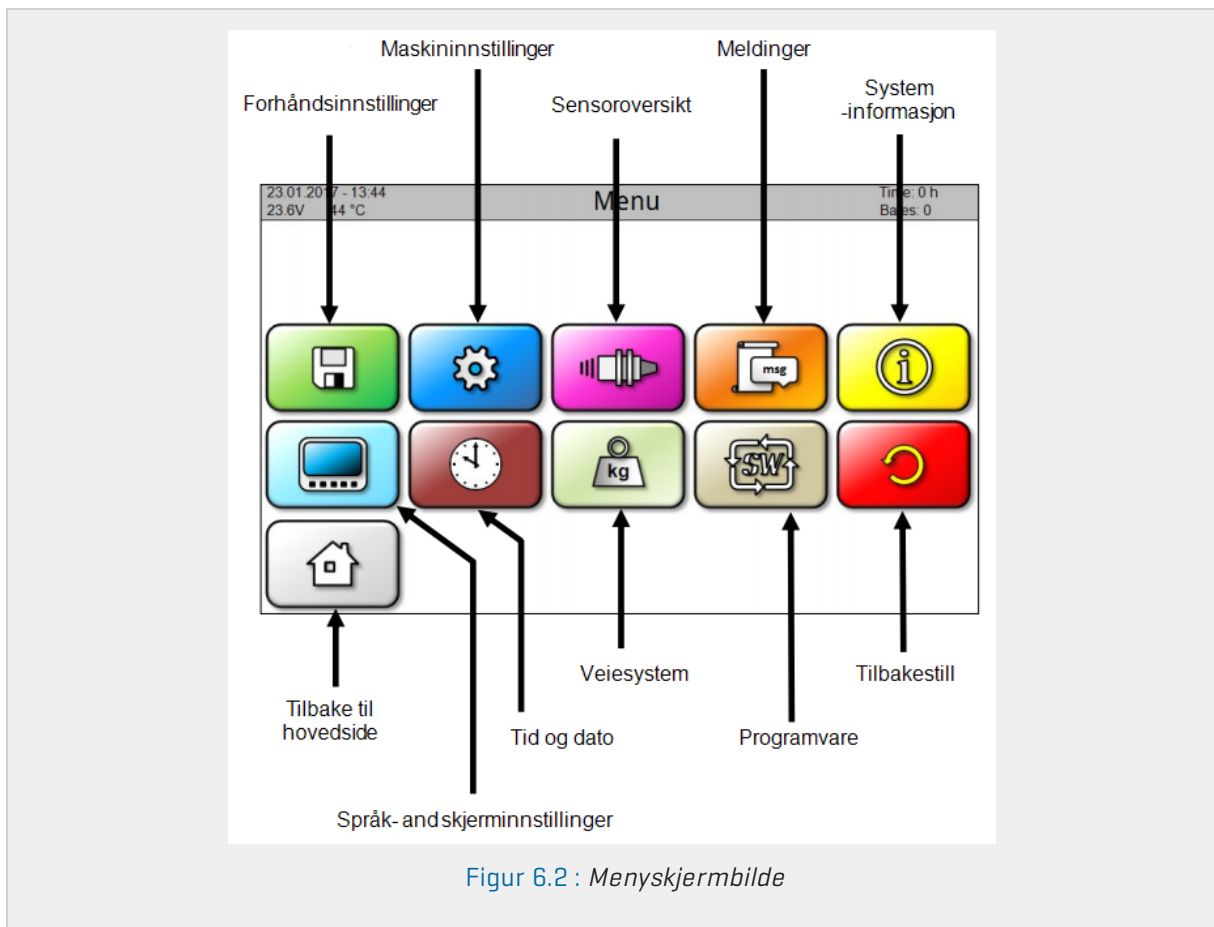 Maskininnstillinger
Meldinger
Forhåndsinnstillinger
Sensoroversikt
System
-informasjon
23.01.2017 - 13:44
23.6V 44 °C
Menu
Time: 0 h
Bales: 0
msg
kg
SW
Veiesystem
Tilbakestill
Tilbake til
hovedside
Tid og dato
Programvare
Språk- and skjerminnstillinger
Figur 6.2 : Menyskjermbilde